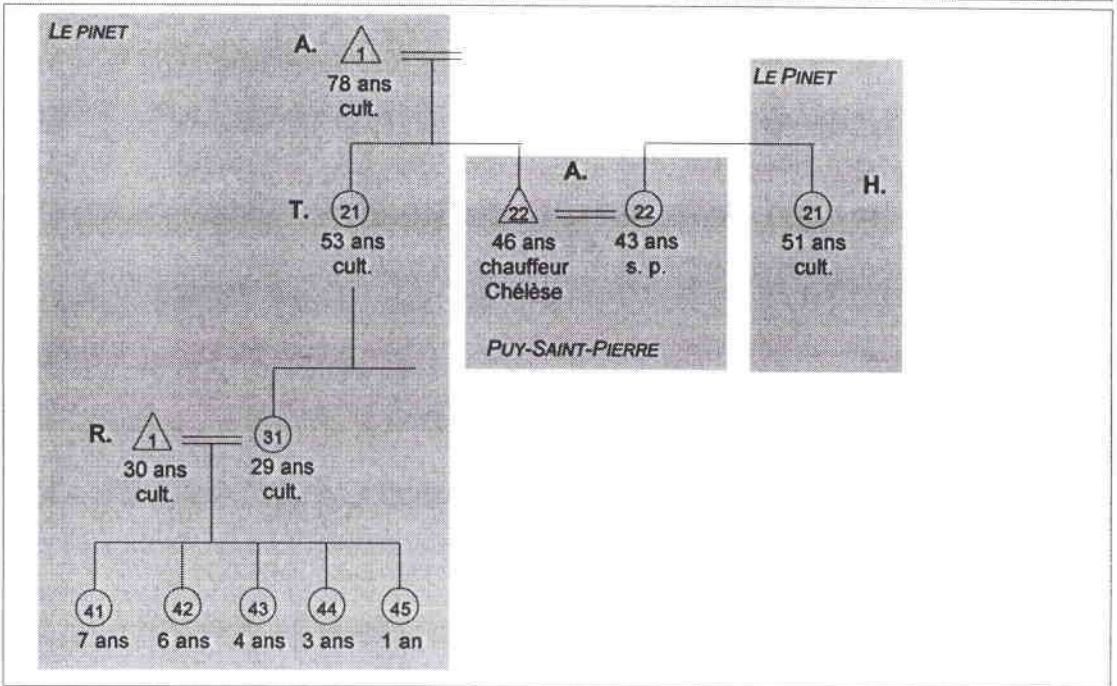 LE PINET
A.
1
78 ans
cult.
LE PINET
A.
T.
21
53 ans
cult.
22
46 ans
chauffeur
Chélèse
22
43 ans
s. p.
21
51 ans
cult.
H.
PUY-SAINT-PIERRE
R.
1
30 ans
cult.
31
29 ans
cult.
41
7 ans
42
6 ans
43
4 ans
44
3 ans
45
1 an